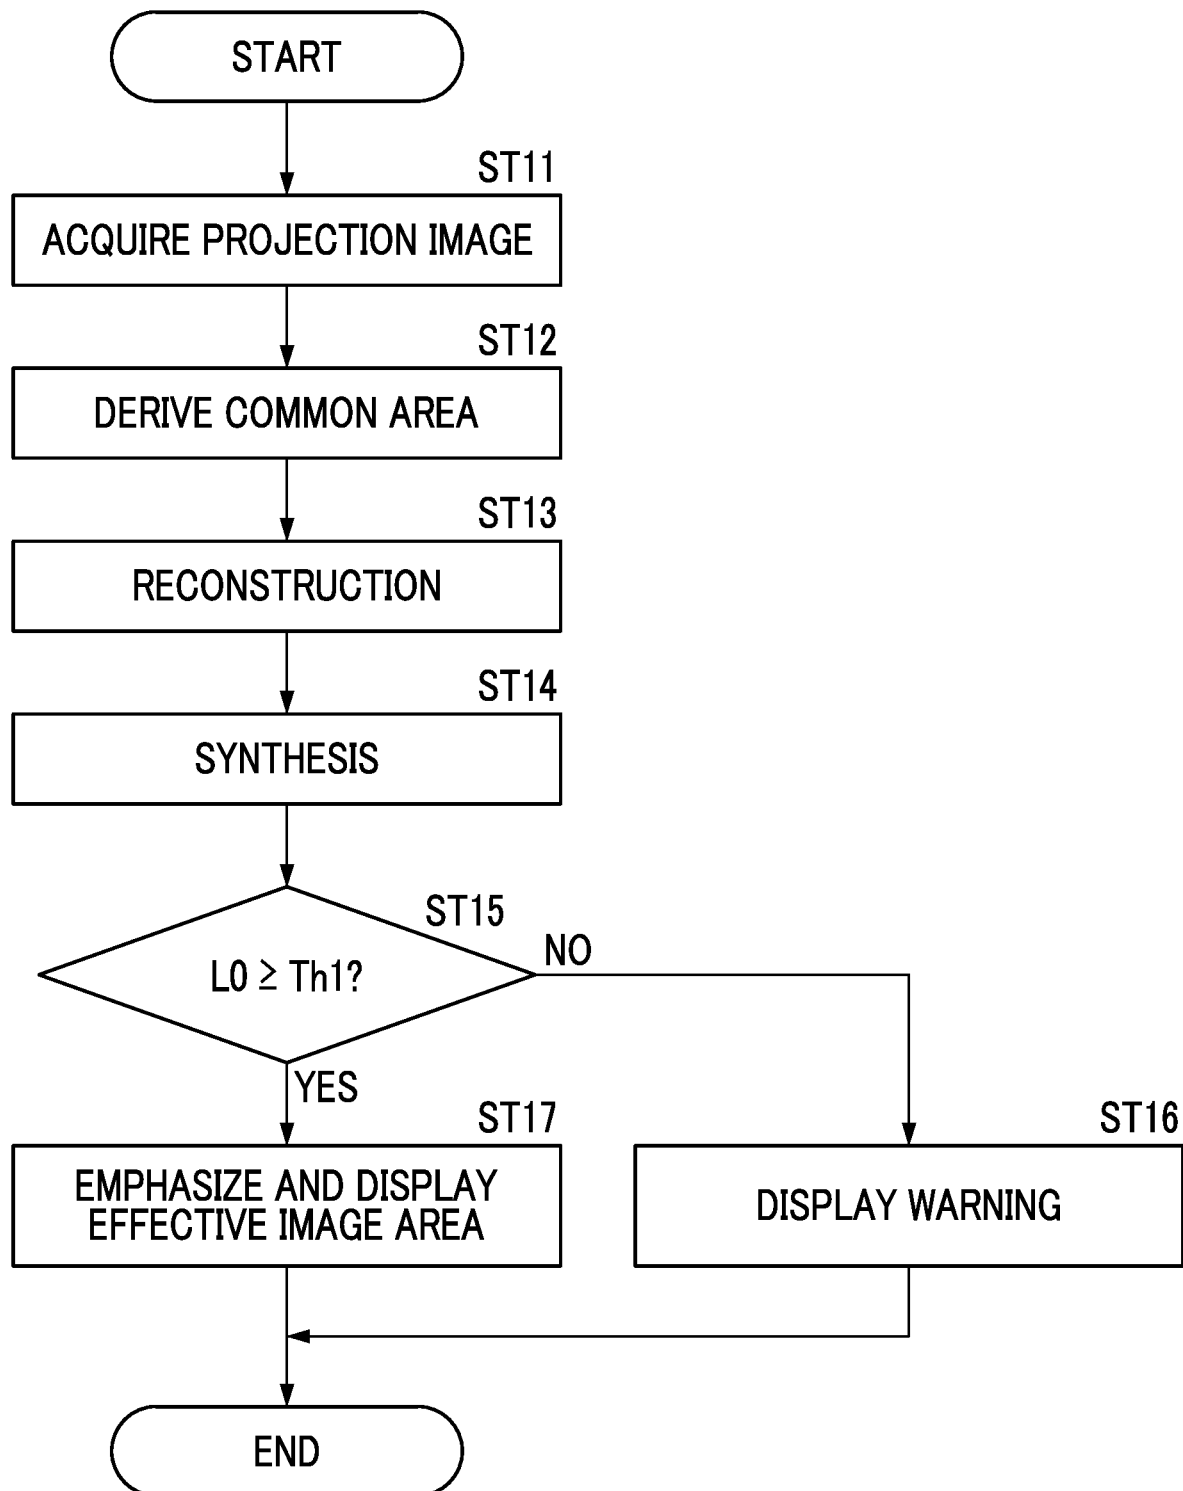 START
ST11
ACQUIRE PROJECTION IMAGE
ST12
DERIVE COMMON AREA
ST13
RECONSTRUCTION
ST14
SYNTHESIS
ST15
L0 ≥ Th1?
NO
YES
ST17
EMPHASIZE AND DISPLAY
EFFECTIVE IMAGE AREA
ST16
DISPLAY WARNING
END